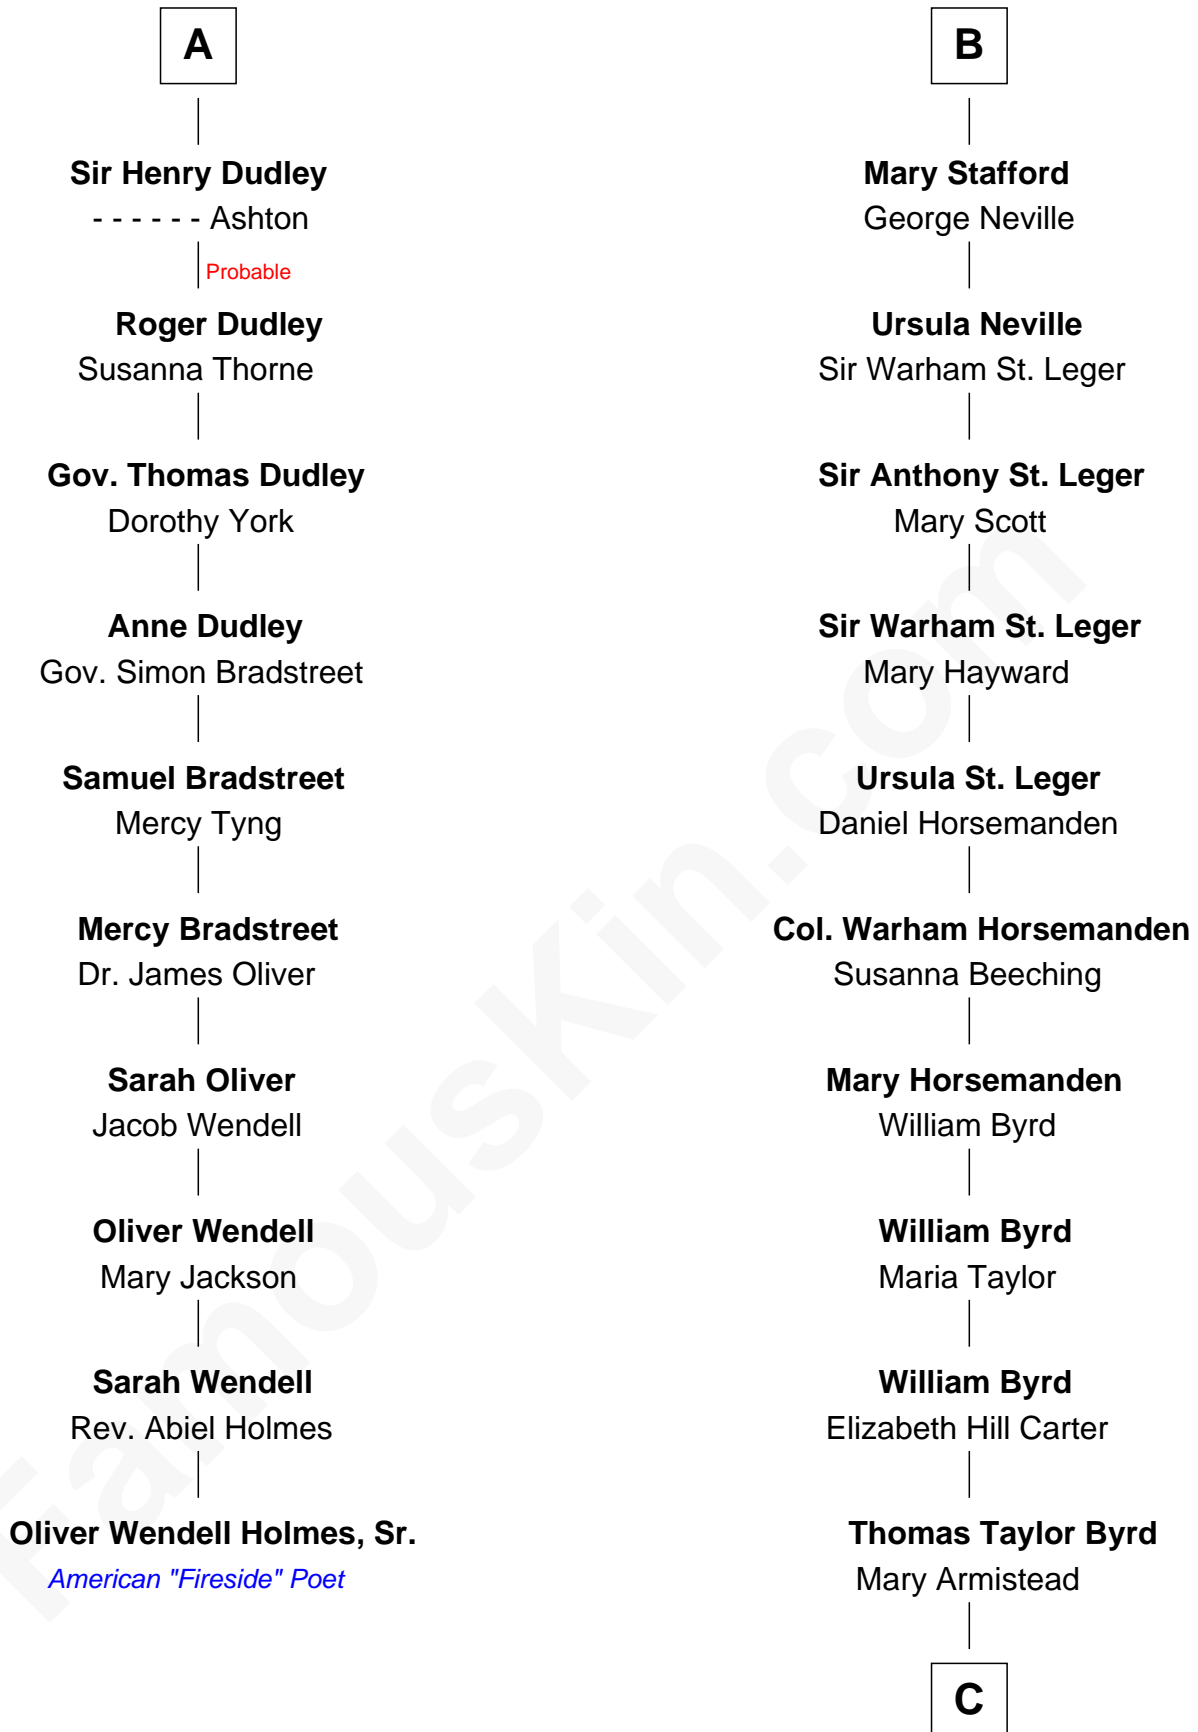 A
Sir Henry Dudley
- - - - - - Ashton
Probable
Roger Dudley
Susanna Thorne
Gov. Thomas Dudley
Dorothy York
Anne Dudley
Gov. Simon Bradstreet
Samuel Bradstreet
Mercy Tyng
Mercy Bradstreet
Dr. James Oliver
Sarah Oliver
Jacob Wendell
Oliver Wendell
Mary Jackson
Sarah Wendell
Rev. Abiel Holmes
Oliver Wendell Holmes, Sr.
American "Fireside" Poet
B
Mary Stafford
George Neville
Ursula Neville
Sir Warham St. Leger
Sir Anthony St. Leger
Mary Scott
Sir Warham St. Leger
Mary Hayward
Ursula St. Leger
Daniel Horsemanden
Col. Warham Horsemanden
Susanna Beeching
Mary Horsemanden
William Byrd
William Byrd
Maria Taylor
William Byrd
Elizabeth Hill Carter
Thomas Taylor Byrd
Mary Armistead
C
FamousKin.com